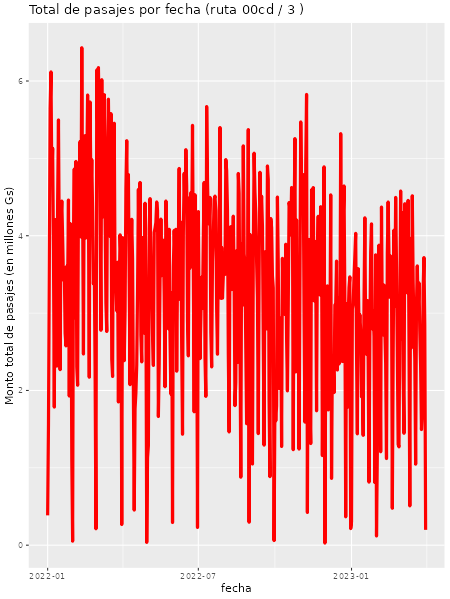 Total de pasajes por fecha (ruta 00cd / 3 )
Monto total de pasajes (en millones Gs)
6
4
2
0
2022-01 2022-07 2023-01
fecha